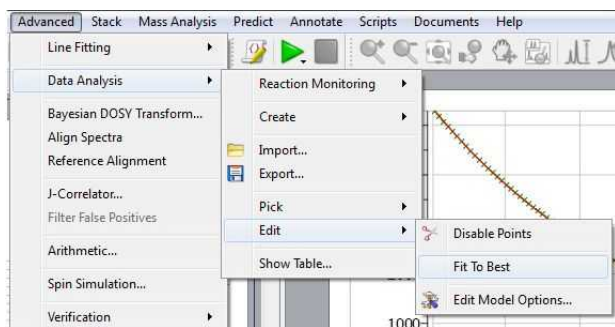 Advanced Stack Mass Analysis Predict Annotate Scripts Documents Help
Line Fitting
Data Analysis
Bayesian DOSY Transform...
Align Spectra
Reference Alignment
J-Correlator...
Filter False Positives
Arithmetic...
Spin Simulation...
Verification
Reaction Monitoring
Create
Import...
Export...
Pick
Edit
Show Table...
Disable Points
Fit To Best
Edit Model Options...
1000